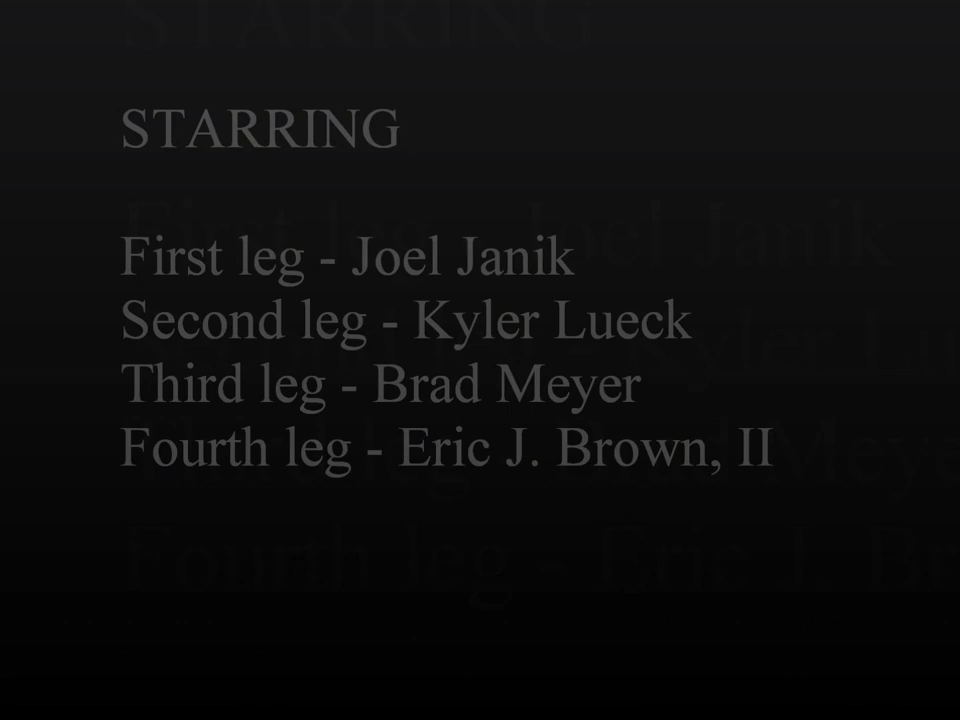 STARRING
First leg - Joel Janik
Second leg - Kyler Lueck
Third leg - Brad Meyer
Fourth leg - Eric J. Brown, II